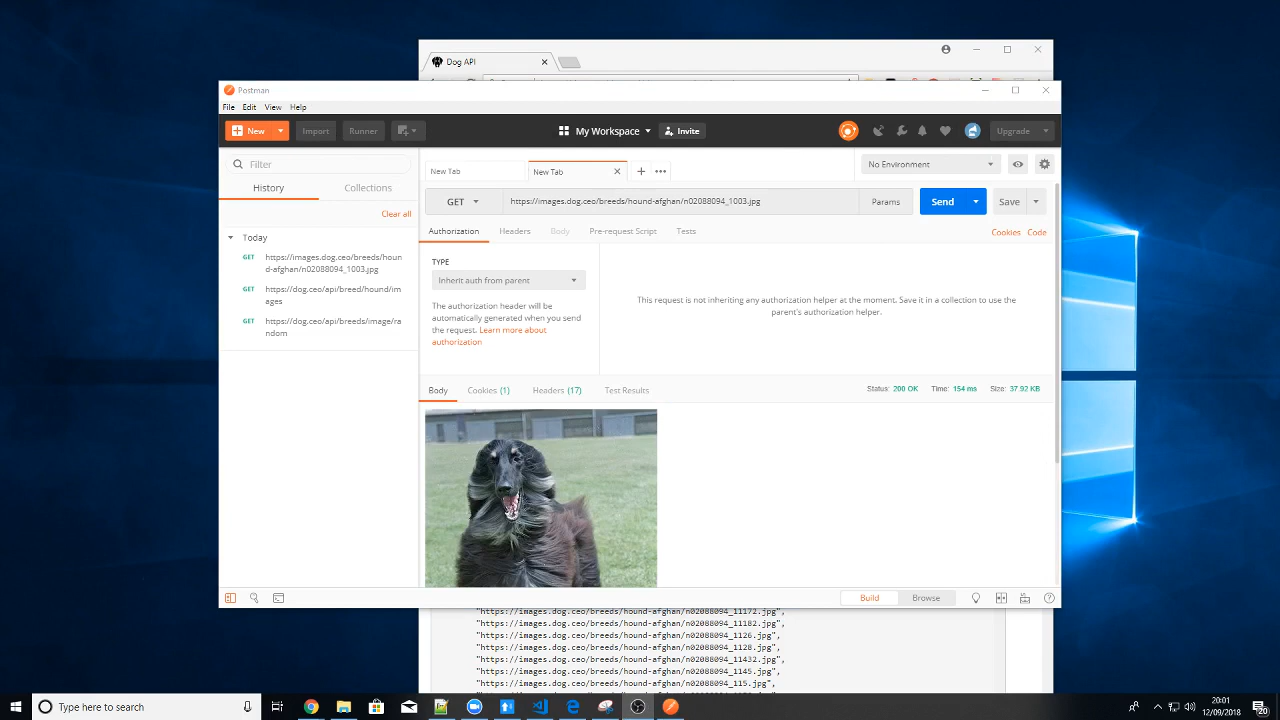 Dog API
Postman
File Edit View Help
New Import Runner My Workspace Invite Upgrade
Filter
History Collections
Clear all
Today
GET https://images.dog.ceo/breeds/houn
d-afghan/n02088094_1003.jpg
GET https://dog.ceo/api/breed/hound/im
ages
GET https://dog.ceo/api/breeds/image/ra
ndom
New Tab New Tab No Environment
GET https://images.dog.ceo/breeds/hound-afghan/n02088094_1003.jpg Params Send Save
Authorization Headers Body Pre-request Script Tests Cookies Code
TYPE
Inherit auth from parent
The authorization header will be
automatically generated when you send
the request. Learn more about
authorization
This request is not inheriting any authorization helper at the moment. Save it in a collection to use the
parent's authorization helper.
Body Cookies (1) Headers (17) Test Results Status: 200 OK Time: 154 ms Size: 37.92 KB
Build Browse
"https://images.dog.ceo/breeds/hound-afghan/n02088094_11172.jpg",
"https://images.dog.ceo/breeds/hound-afghan/n02088094_11182.jpg",
"https://images.dog.ceo/breeds/hound-afghan/n02088094_1126.jpg",
"https://images.dog.ceo/breeds/hound-afghan/n02088094_1128.jpg",
"https://images.dog.ceo/breeds/hound-afghan/n02088094_11432.jpg",
"https://images.dog.ceo/breeds/hound-afghan/n02088094_1145.jpg",
"https://images.dog.ceo/breeds/hound-afghan/n02088094_115.jpg",
Type here to search
20:01
12/09/2018
20